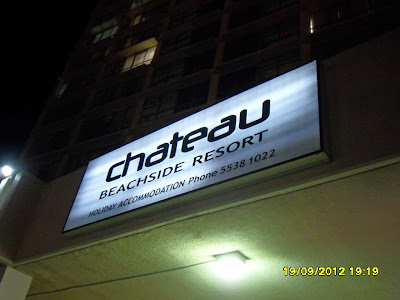 chateau
BEACHSIDE RESORT
HOLIDAY ACCOMMODATION Phone 5538 1022
19/09/2012 19:19